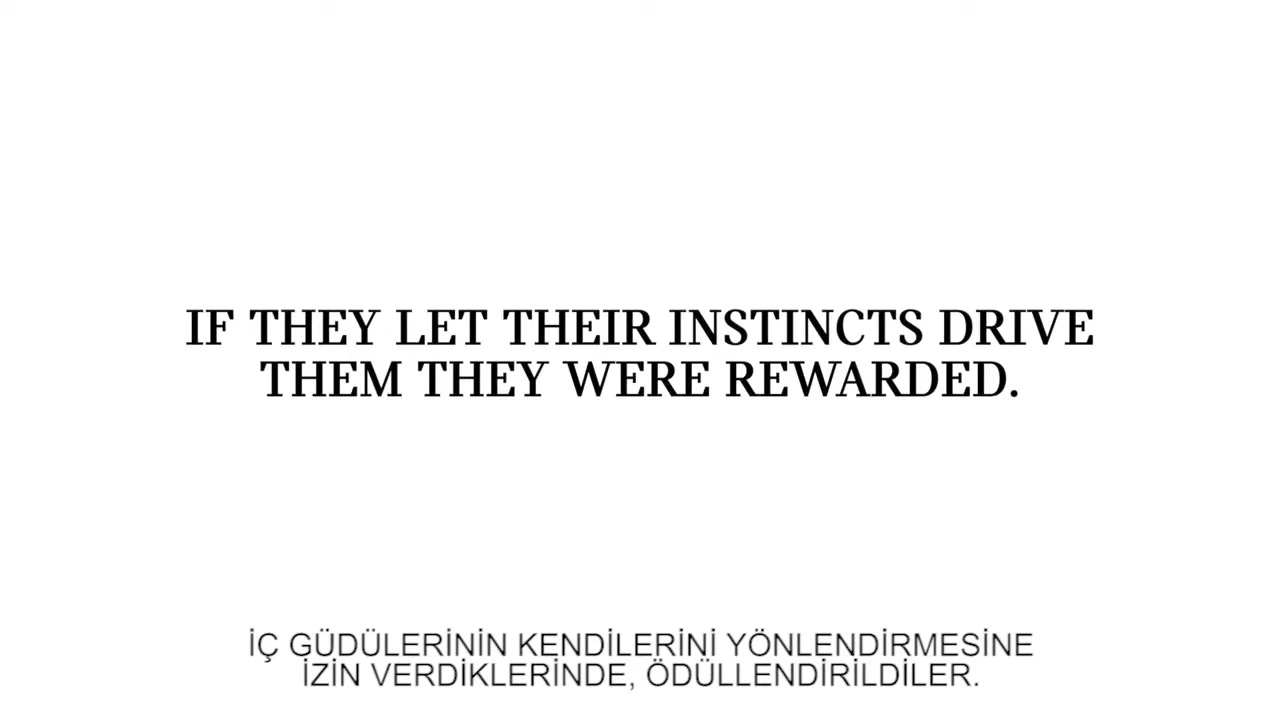 IF THEY LET THEIR INSTINCTS DRIVE
THEM THEY WERE REWARDED.
İÇ GÜDÜLERİNİN KENDİLERİNİ YÖNLENDİRMESİNE
İZİN VERDİKLERİNDE, ÖDÜLLENDİRİLDİLER.